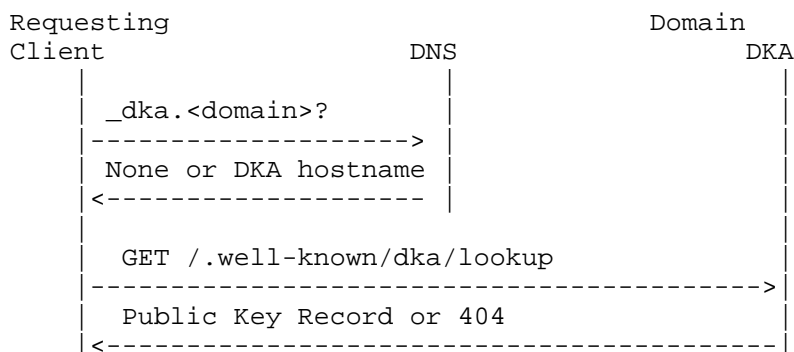 Requesting Domain
Client DNS DKA
_dka.<domain>?
-------------------->
None or DKA hostname
<--------------------
GET /.well-known/dka/lookup
------------------------------------------>
Public Key Record or 404
<------------------------------------------